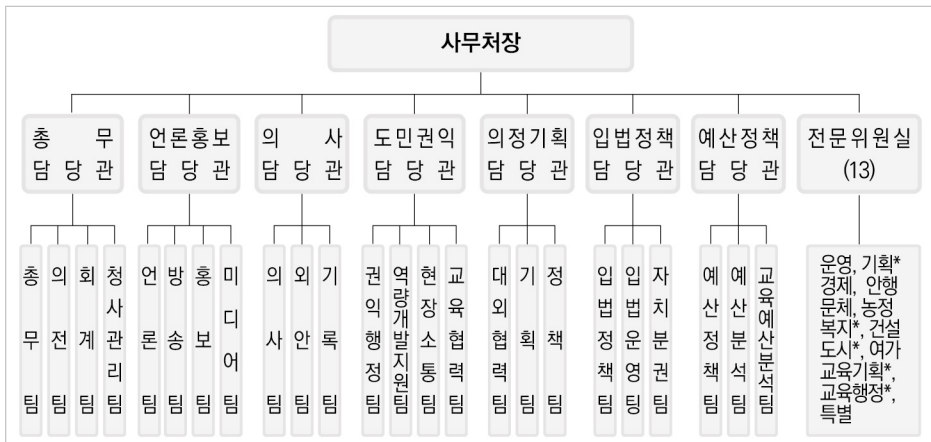 사무처장
총 무
담 당 관
언론홍보
담 당 관
의 사
담 당 관
도민권익
담 당 관
의정기획
담 당 관
입법정책
담 당 관
예산정책
담 당 관
전문위원실
(13)
총무팀
의전팀
회계팀
청사관리팀
언론팀
방송팀
홍보팀
미디어팀
의사팀
외안팀
기록팀
권익행정팀
역량개발지원팀
현장소통팀
교육협력팀
대외협력팀
기획팀
정책팀
입법정책팀
입법운영팅
자치분권팀
예산정책팀
예산분석팀
교육예산분석팀
운영, 기획*
경제, 안행
문체, 농정
복지*, 건설
도시*, 여가
교육기획*,
교육행정*,
특별